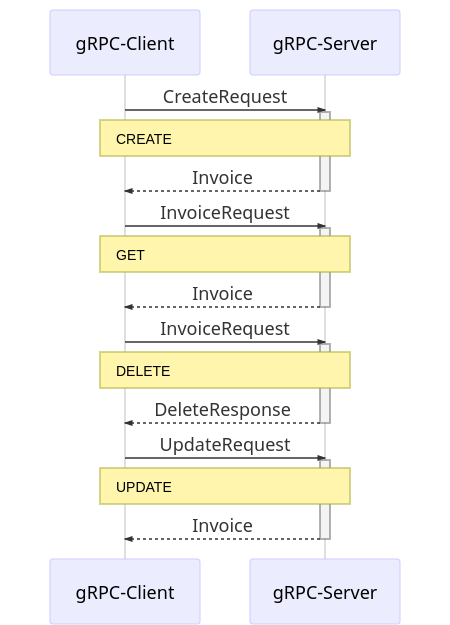 gRPC-Client
gRPC-Server
CreateRequest
CREATE
Invoice
InvoiceRequest
GET
Invoice
InvoiceRequest
DELETE
DeleteResponse
UpdateRequest
UPDATE
Invoice
gRPC-Client
gRPC-Server